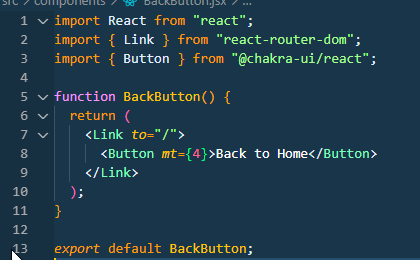 src > components > BackButton.jsx > ...
1 import React from "react";
2 import { Link } from "react-router-dom";
3 import { Button } from "@chakra-ui/react";
4
5 function BackButton() {
6 return (
7 <Link to="/">
8 <Button mt={4}>Back to Home</Button>
9 </Link>
10 );
11 }
12
13 export default BackButton;